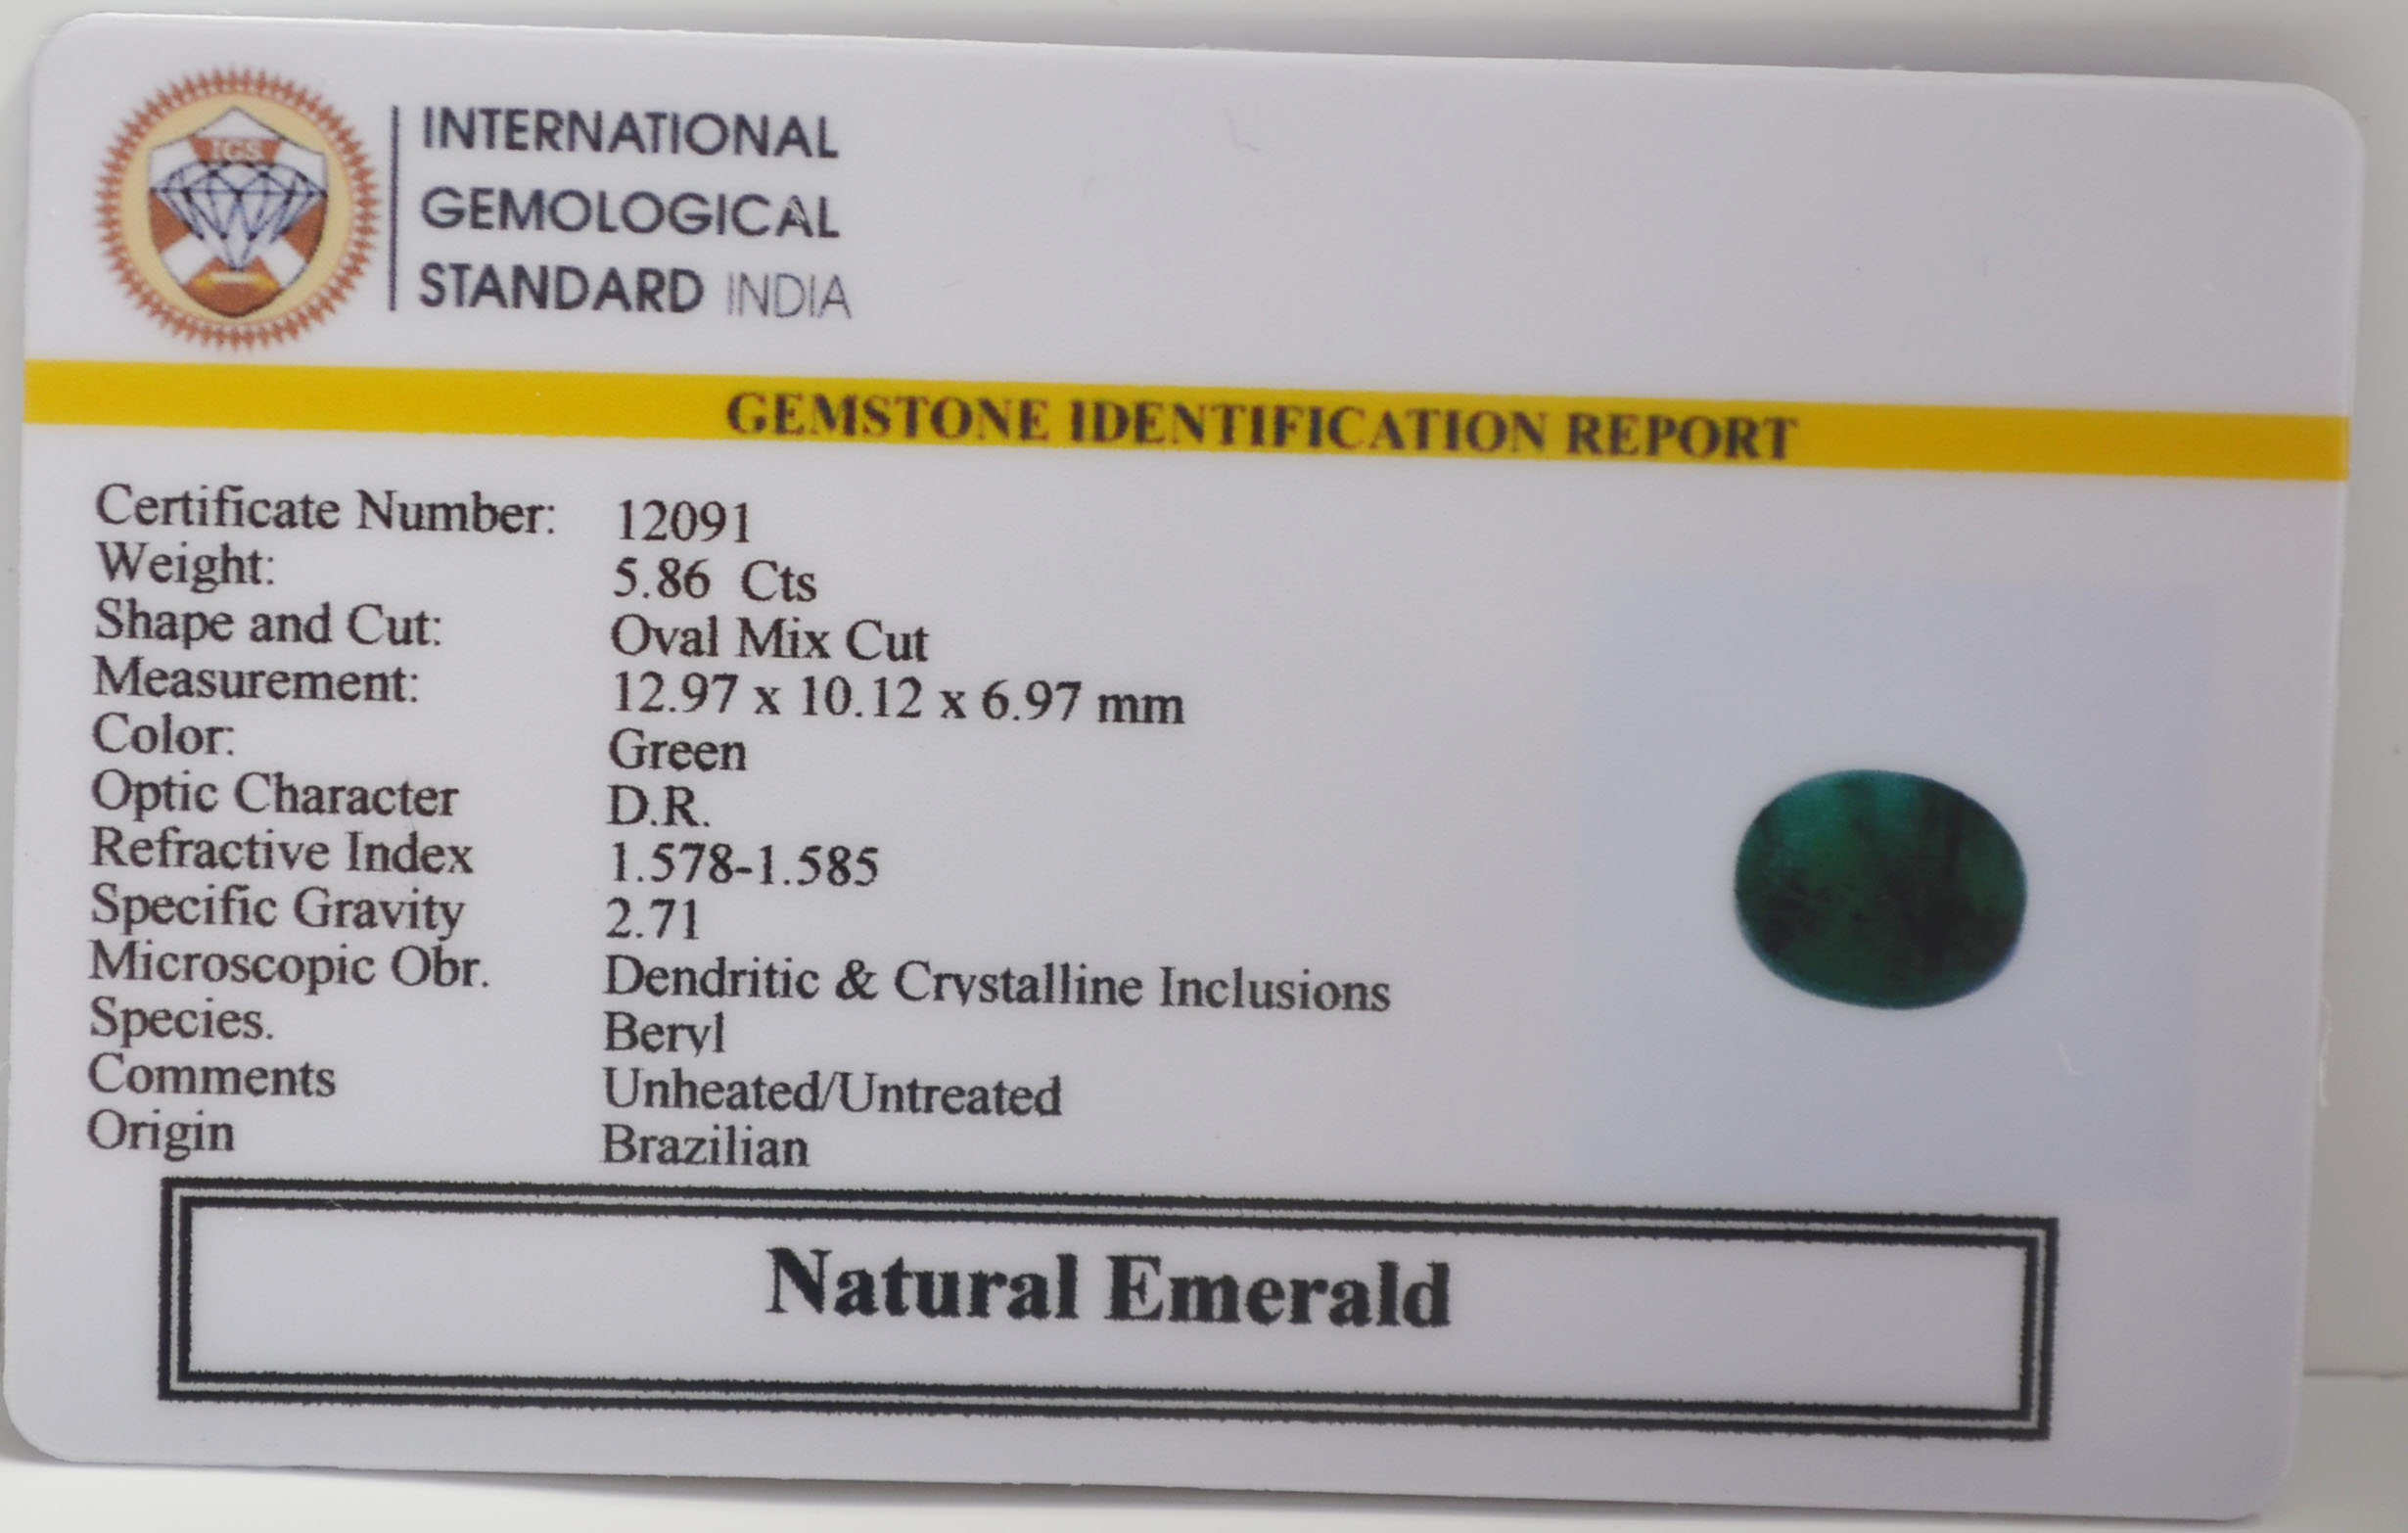 IGS
INTERNATIONAL
GEMOLOGICAL
STANDARD INDIA
GEMSTONE IDENTIFICATION REPORT
Certificate Number: 12091
Weight: 5.86 Cts
Shape and Cut: Oval Mix Cut
Measurement: 12.97 x 10.12 x 6.97 mm
Color: Green
Optic Character D.R.
Refractive Index 1.578-1.585
Specific Gravity 2.71
Microscopic Obr. Dendritic & Crystalline Inclusions
Species. Beryl
Comments Unheated/Untreated
Origin Brazilian
Natural Emerald